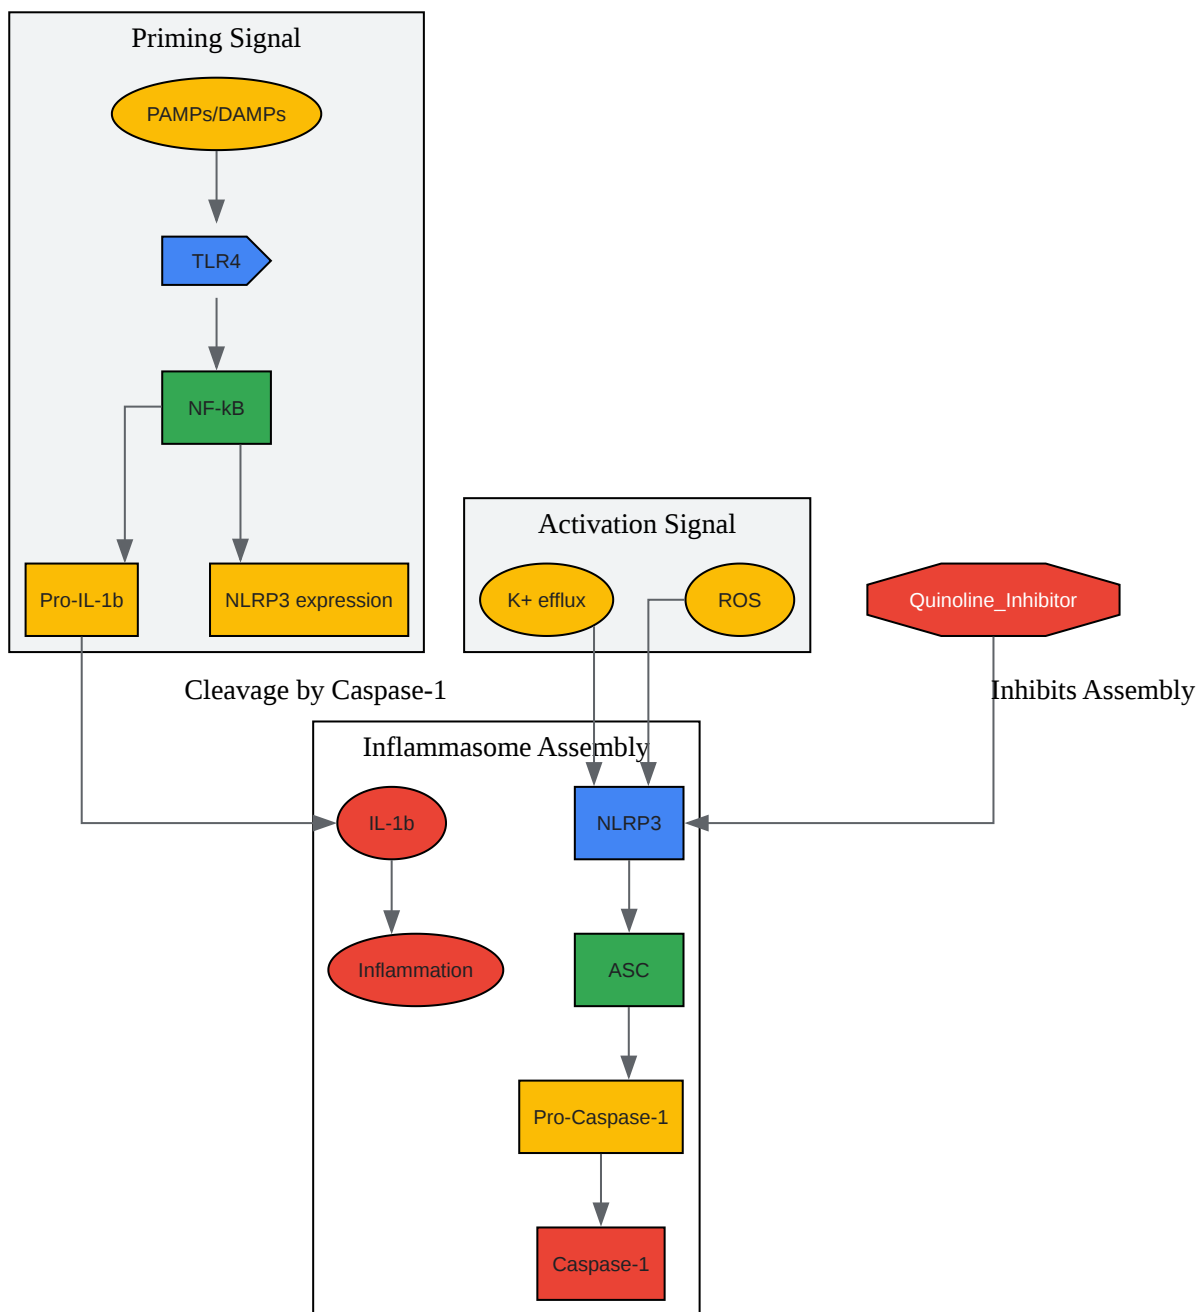 Priming Signal
PAMPs/DAMPs
TLR4
NF-kB
Pro-IL-1b
NLRP3 expression
Activation Signal
K+ efflux
ROS
Quinoline_Inhibitor
Cleavage by Caspase-1
Inhibits Assembly
Inflammasome Assembly
IL-1b
NLRP3
Inflammation
ASC
Pro-Caspase-1
Caspase-1